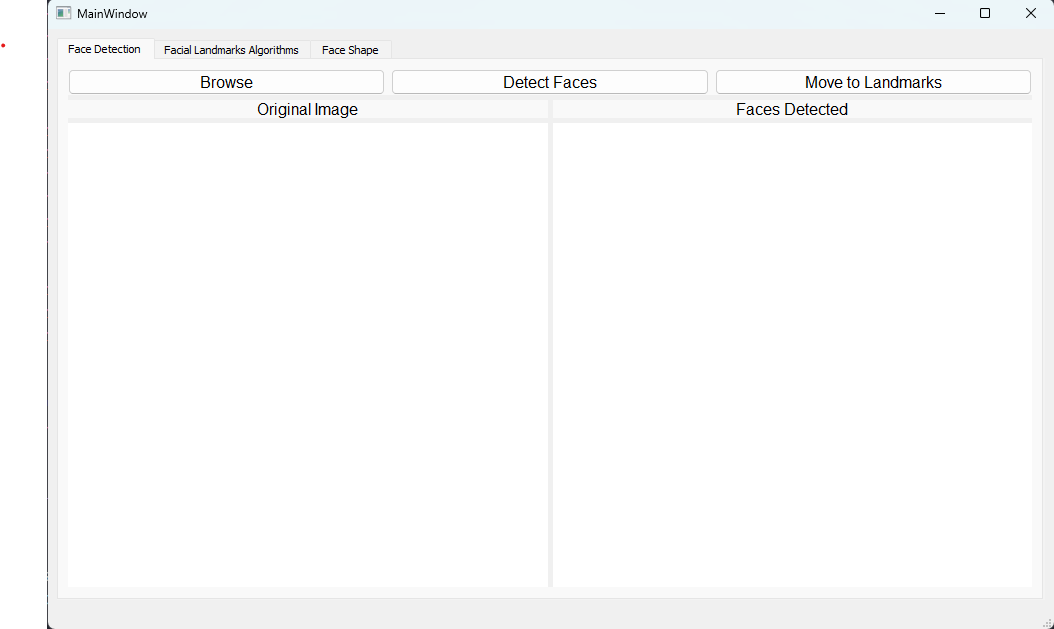 MainWindow
Face Detection Facial Landmarks Algorithms Face Shape
Browse Detect Faces Move to Landmarks
Original Image Faces Detected